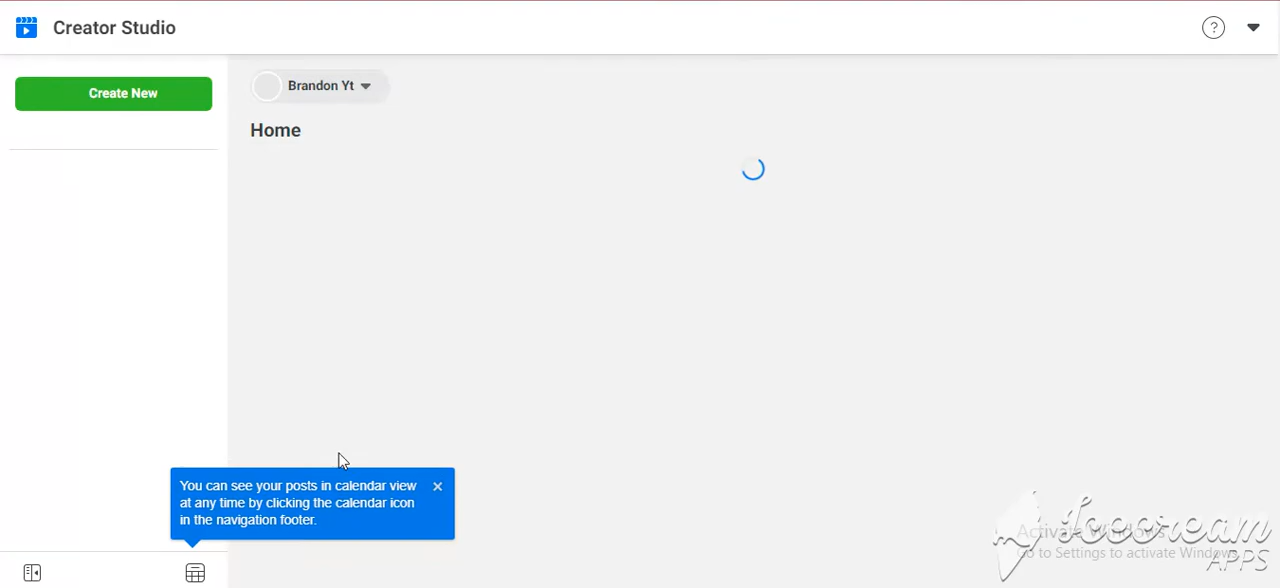 Creator Studio
?
Create New
Brandon Yt
Home
You can see your posts in calendar view
at any time by clicking the calendar icon
in the navigation footer.
Activate Windows
Go to Settings to activate Windows.
Icecream
APPS